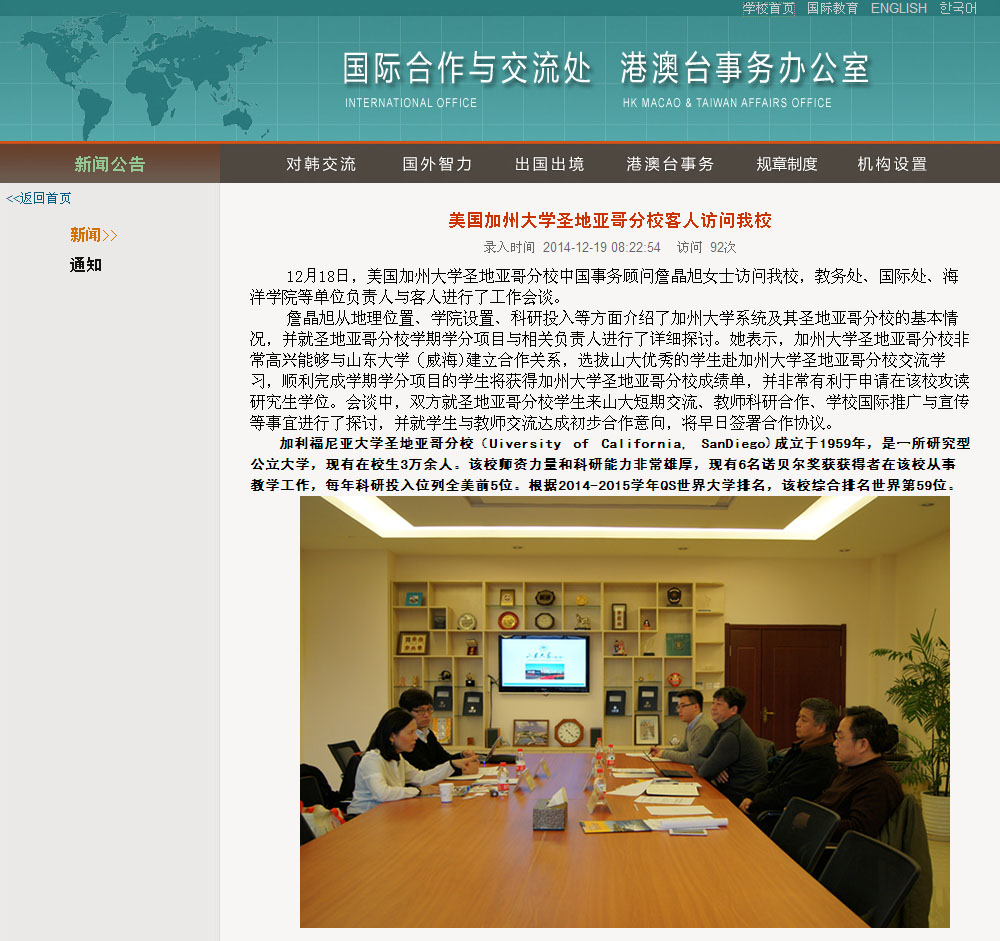 学校首页 国际教育 ENGLISH 한국어
国际合作与交流处 港澳台事务办公室
INTERNATIONAL OFFICE HK MACAO & TAIWAN AFFAIRS OFFICE
新闻公告 对韩交流 国外智力 出国出境 港澳台事务 规章制度 机构设置
<<返回首页
新闻>>
通知
美国加州大学圣地亚哥分校客人访问我校
录入时间 2014-12-19 08:22:54 访问 92次
12月18日，美国加州大学圣地亚哥分校中国事务顾问詹晶旭女士访问我校，教务处、国际处、海
洋学院等单位负责人与客人进行了工作会谈。
詹晶旭从地理位置、学院设置、科研投入等方面介绍了加州大学系统及其圣地亚哥分校的基本情
况，并就圣地亚哥分校学期学分项目与相关负责人进行了详细探讨。她表示，加州大学圣地亚哥分校非
常高兴能够与山东大学（威海）建立合作关系，选拔山大优秀的学生赴加州大学圣地亚哥分校交流学
习，顺利完成学期学分项目的学生将获得加州大学圣地亚哥分校成绩单，并非常有利于申请在该校攻读
研究生学位。会谈中，双方就圣地亚哥分校学生来山大短期交流、教师科研合作、学校国际推广与宣传
等事宜进行了探讨，并就学生与教师交流达成初步合作意向，将早日签署合作协议。
加利福尼亚大学圣地亚哥分校（Uiversity of California, SanDiego）成立于1959年，是一所研究型
公立大学，现有在校生3万余人。该校师资力量和科研能力非常雄厚，现有6名诺贝尔奖获获得者在该校从事
教学工作，每年科研投入位列全美前5位。根据2014-2015学年QS世界大学排名，该校综合排名世界第59位。